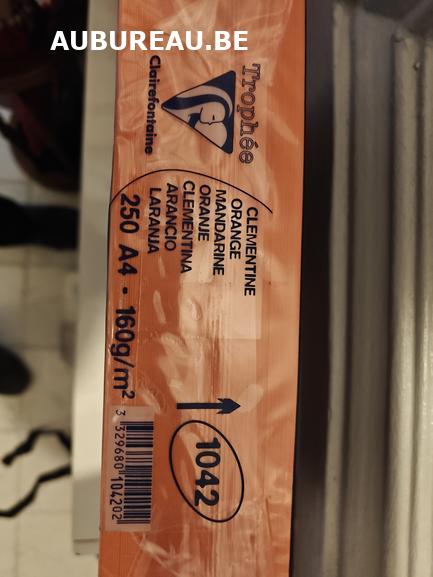 AUBUREAU.BE
Trophée
Clairefontaine
CLEMENTINE
ORANGE
MANDARINE
ORANJE
CLEMENTINA
ARANCIO
LARANJA
250 A4 • 160g/m²
1042
3 329680 104202